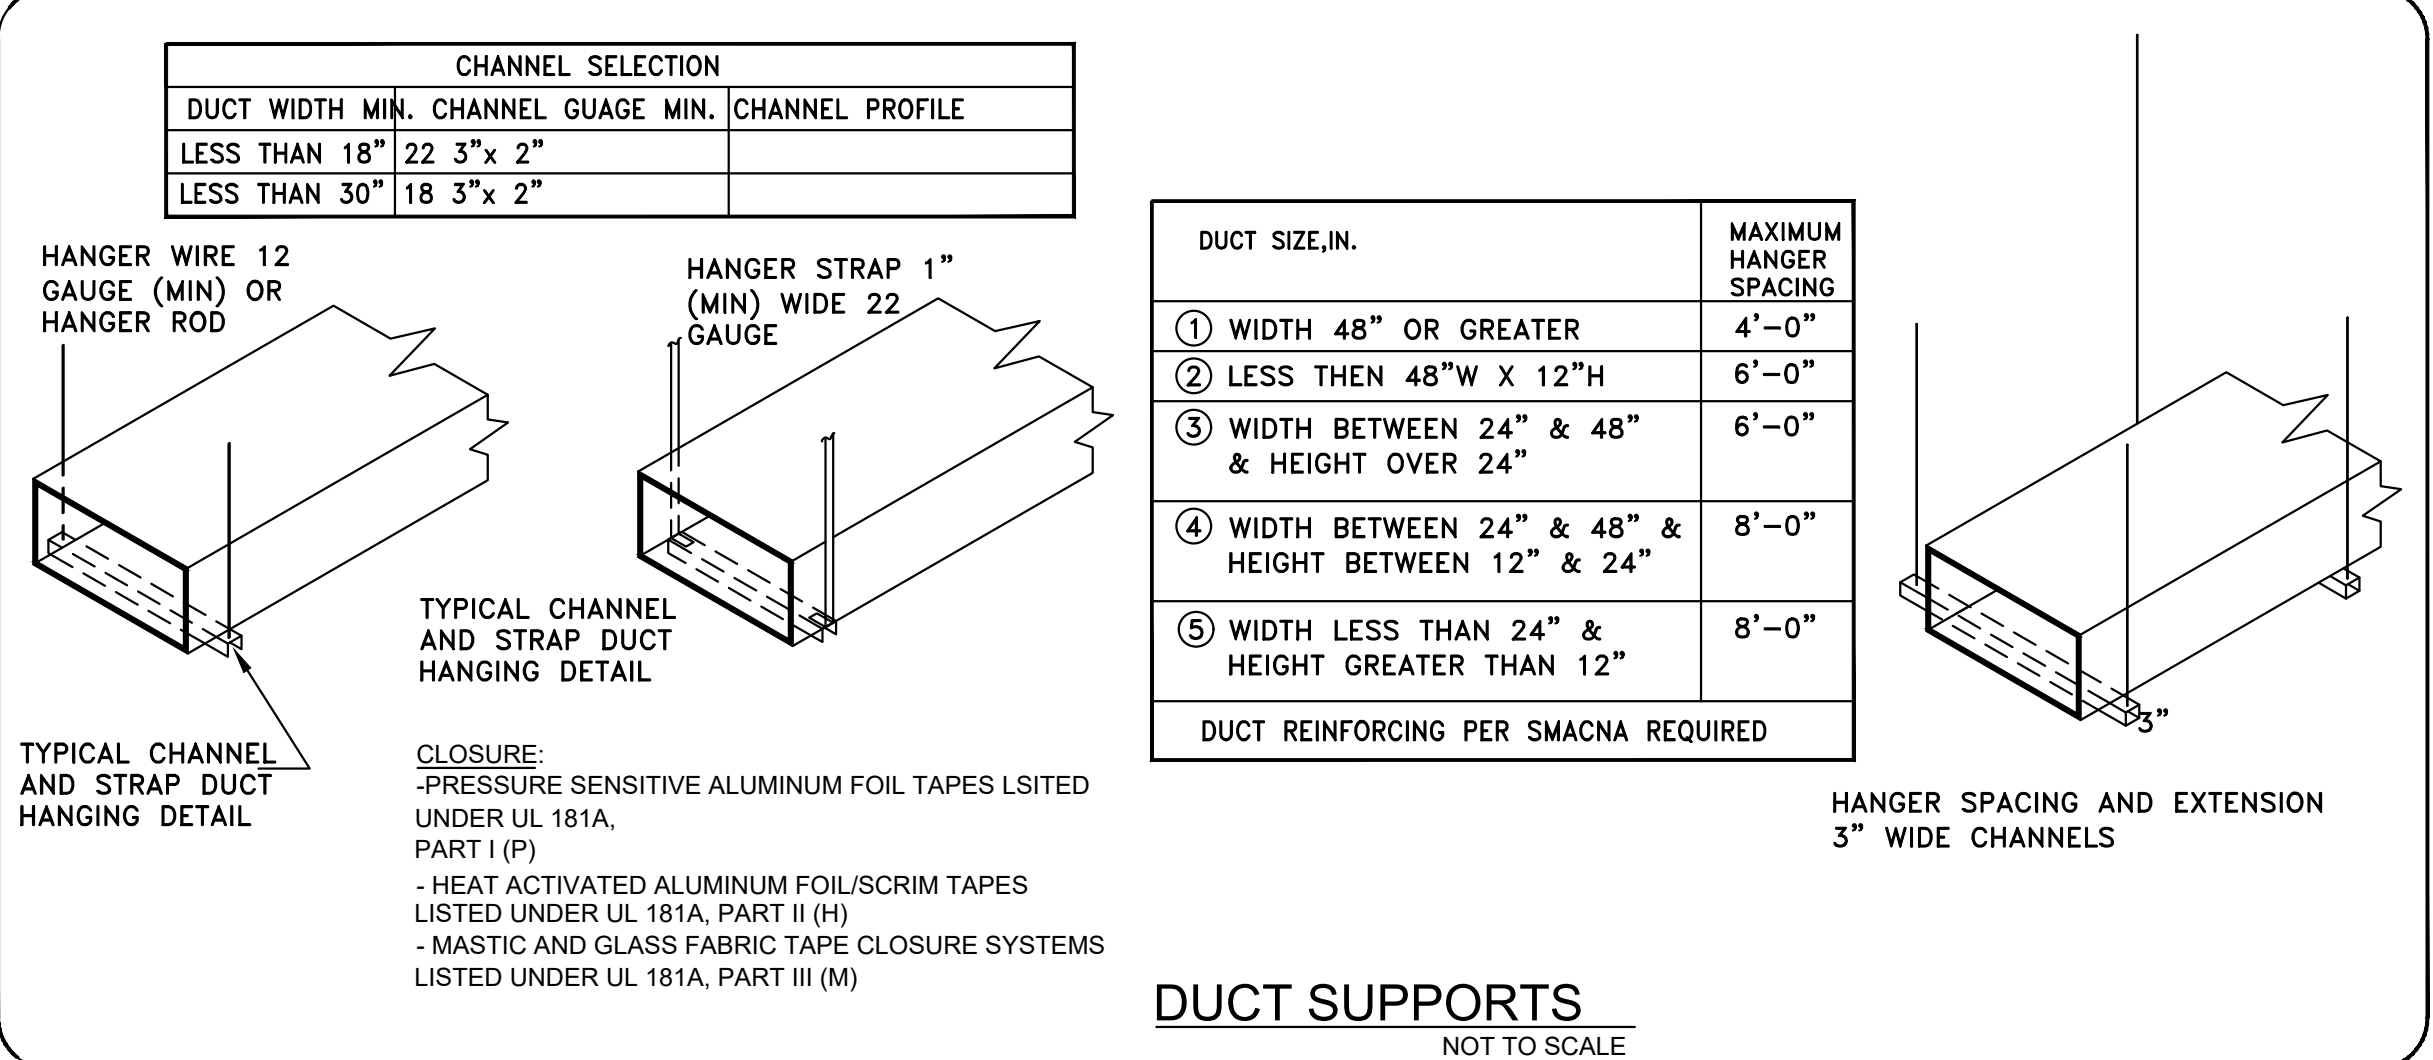 CHANNEL SELECTION
DUCT WIDTH MIN. CHANNEL GUAGE MIN. CHANNEL PROFILE
LESS THAN 18” 22 3”x 2”
LESS THAN 30” 18 3”x 2”
HANGER WIRE 12
GAUGE (MIN) OR
HANGER ROD
HANGER STRAP 1”
(MIN) WIDE 22
GAUGE
TYPICAL CHANNEL
AND STRAP DUCT
HANGING DETAIL
TYPICAL CHANNEL
AND STRAP DUCT
HANGING DETAIL
CLOSURE:
-PRESSURE SENSITIVE ALUMINUM FOIL TAPES LSITED
UNDER UL 181A,
PART I (P)
- HEAT ACTIVATED ALUMINUM FOIL/SCRIM TAPES
LISTED UNDER UL 181A, PART II (H)
- MASTIC AND GLASS FABRIC TAPE CLOSURE SYSTEMS
LISTED UNDER UL 181A, PART III (M)
DUCT SIZE,IN.
MAXIMUM
HANGER
SPACING
1 WIDTH 48” OR GREATER 4’-0”
2 LESS THEN 48”W X 12”H 6’-0”
3 WIDTH BETWEEN 24” & 48” 6’-0”
& HEIGHT OVER 24”
4 WIDTH BETWEEN 24” & 48” & 8’-0”
HEIGHT BETWEEN 12” & 24”
5 WIDTH LESS THAN 24” & 8’-0”
HEIGHT GREATER THAN 12”
DUCT REINFORCING PER SMACNA REQUIRED
3”
HANGER SPACING AND EXTENSION
3” WIDE CHANNELS
DUCT SUPPORTS
NOT TO SCALE